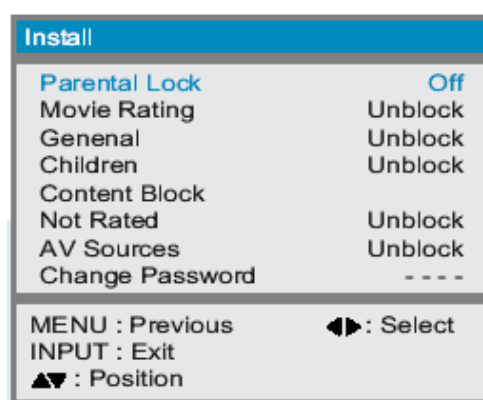 Install
Parental Lock Off
Movie Rating Unblock
Genenal Unblock
Children Unblock
Content Block
Not Rated Unblock
AV Sources Unblock
Change Password - - - -
MENU : Previous ◀▶: Select
INPUT : Exit
▲▼ : Position